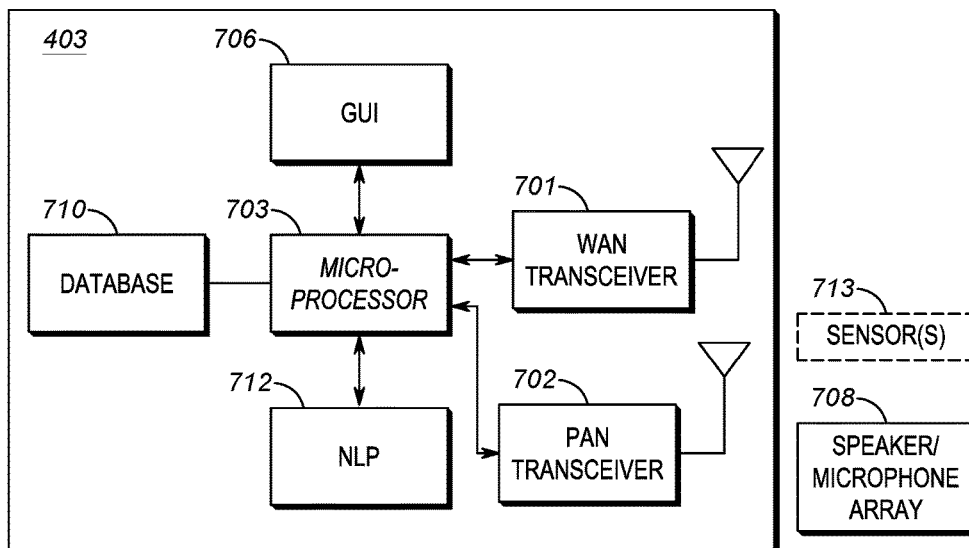 403
706
GUI
710
DATABASE
703
MICRO-
PROCESSOR
701
WAN
TRANSCEIVER
713
SENSOR(S)
712
NLP
702
PAN
TRANSCEIVER
708
SPEAKER/
MICROPHONE
ARRAY